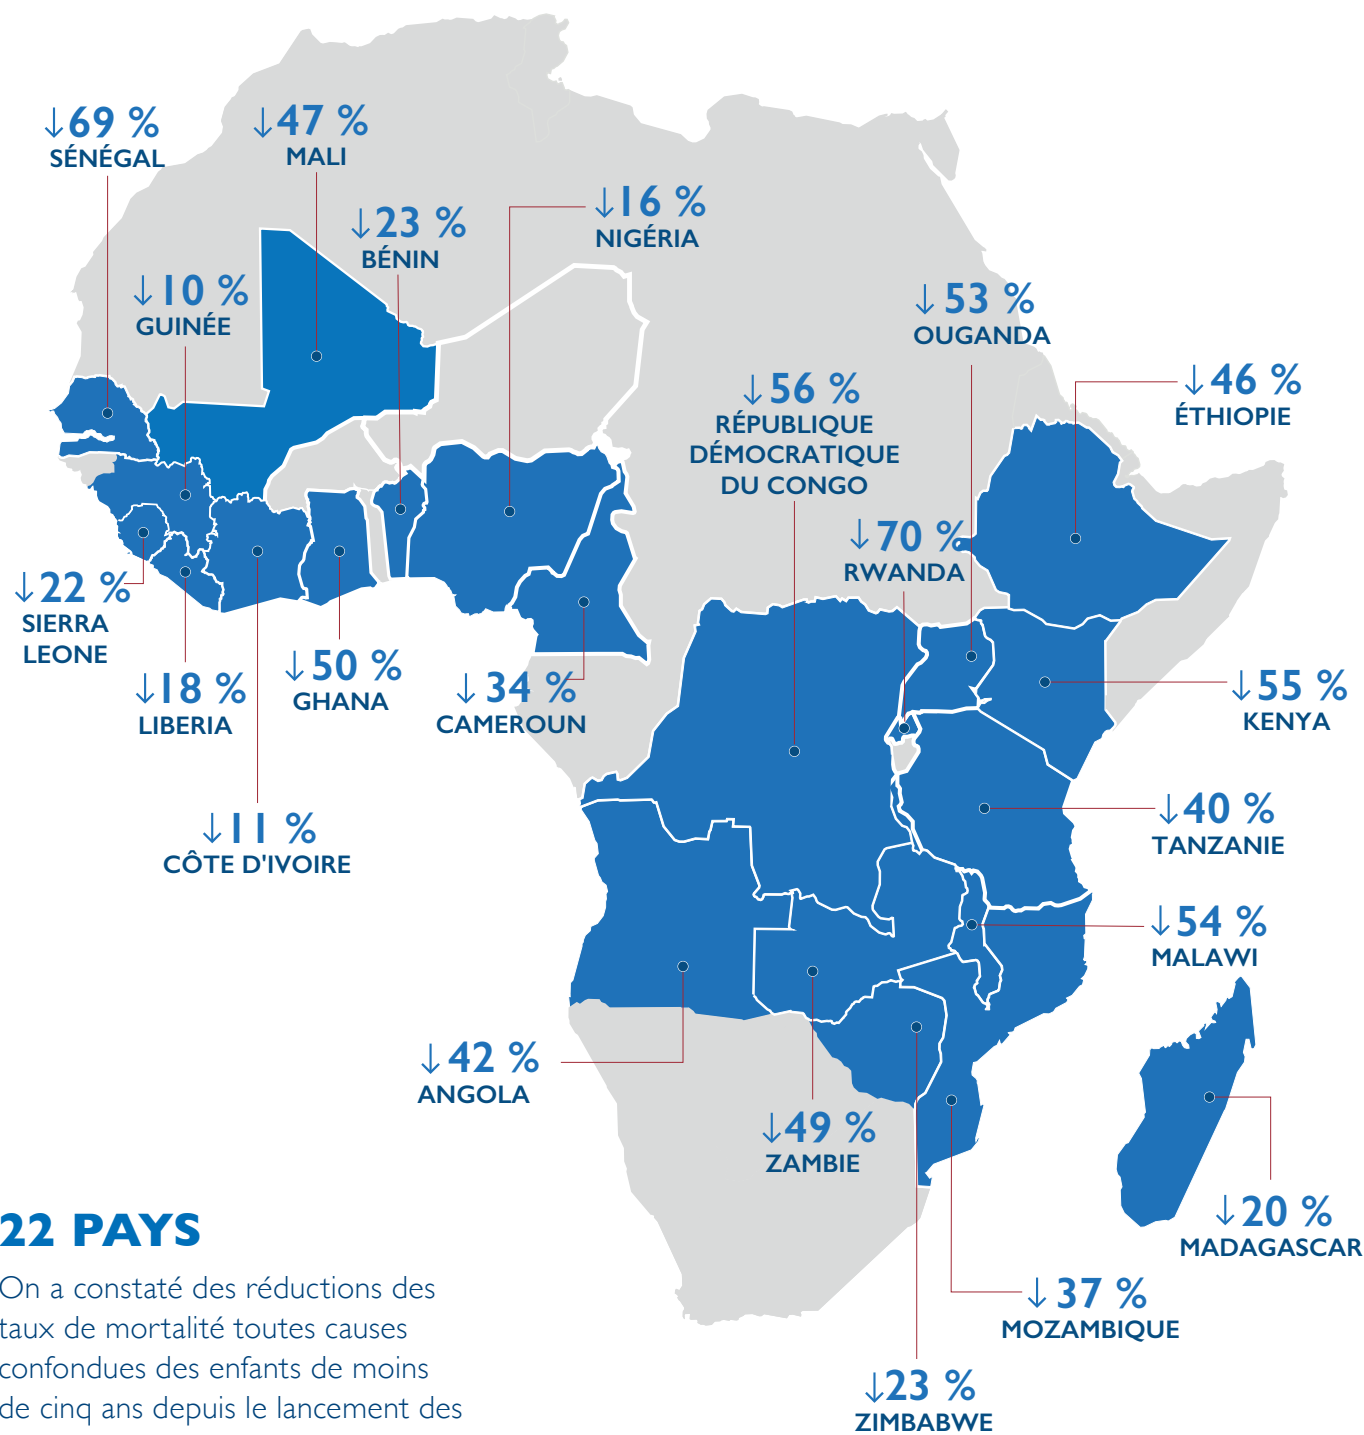 ↓69 %
SÉNÉGAL
↓47 %
MALI
↓23 %
BÉNIN
↓16 %
NIGÉRIA
↓10 %
GUINÉE
↓53 %
OUGANDA
↓56 %
RÉPUBLIQUE
DÉMOCRATIQUE
DU CONGO
↓46 %
ÉTHIOPIE
↓70 %
RWANDA
↓22 %
SIERRA
LEONE
↓18 %
LIBERIA
↓50 %
GHANA
↓34 %
CAMEROUN
↓55 %
KENYA
↓11 %
CÔTE D'IVOIRE
↓40 %
TANZANIE
↓54 %
MALAWI
↓42 %
ANGOLA
↓49 %
ZAMBIE
↓20 %
MADAGASCAR
↓37 %
MOZAMBIQUE
↓23 %
ZIMBABWE
22 PAYS
On a constaté des réductions des
taux de mortalité toutes causes
confondues des enfants de moins
de cinq ans depuis le lancement des